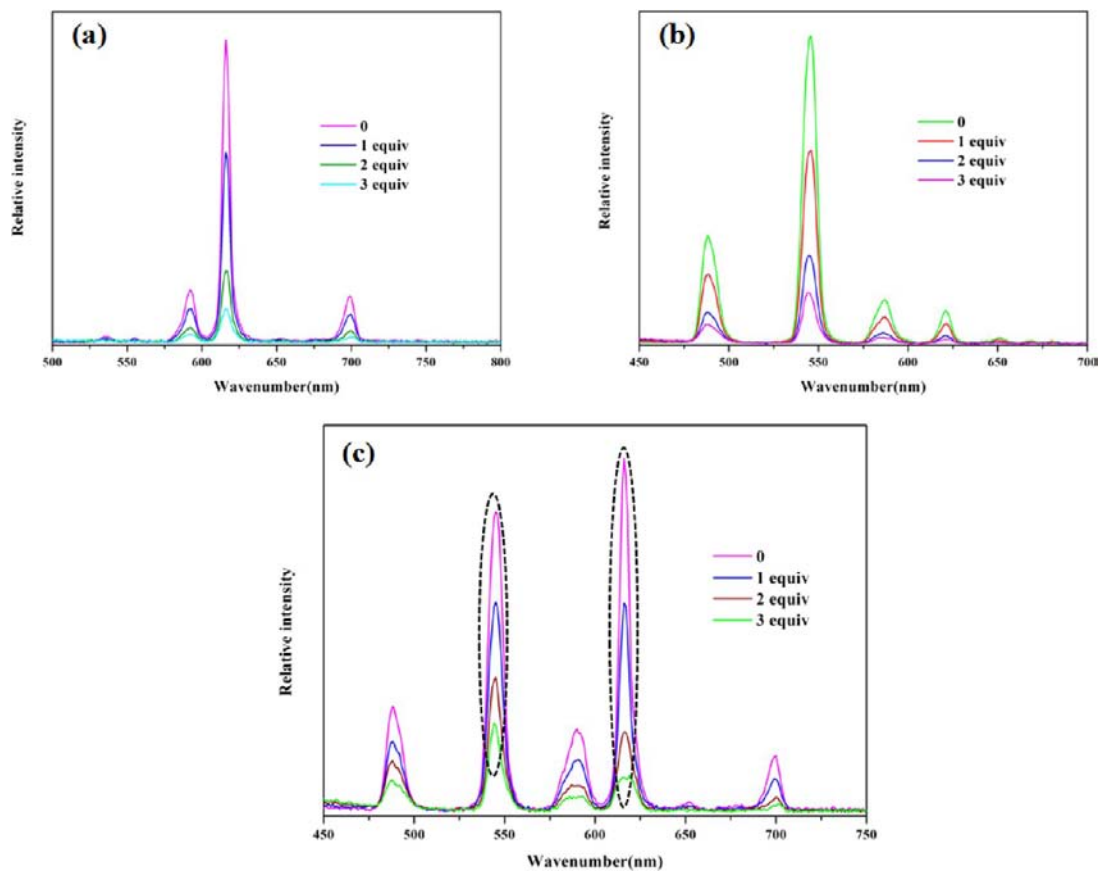 (a)
Relative intensity
0
1 equiv
2 equiv
3 equiv
500 550 600 650 700 750 800
Wavenumber(nm)
(b)
Relative intensity
0
1 equiv
2 equiv
3 equiv
450 500 550 600 650 700
Wavenumber(nm)
(c)
Relative intensity
0
1 equiv
2 equiv
3 equiv
450 500 550 600 650 700 750
Wavenumber(nm)